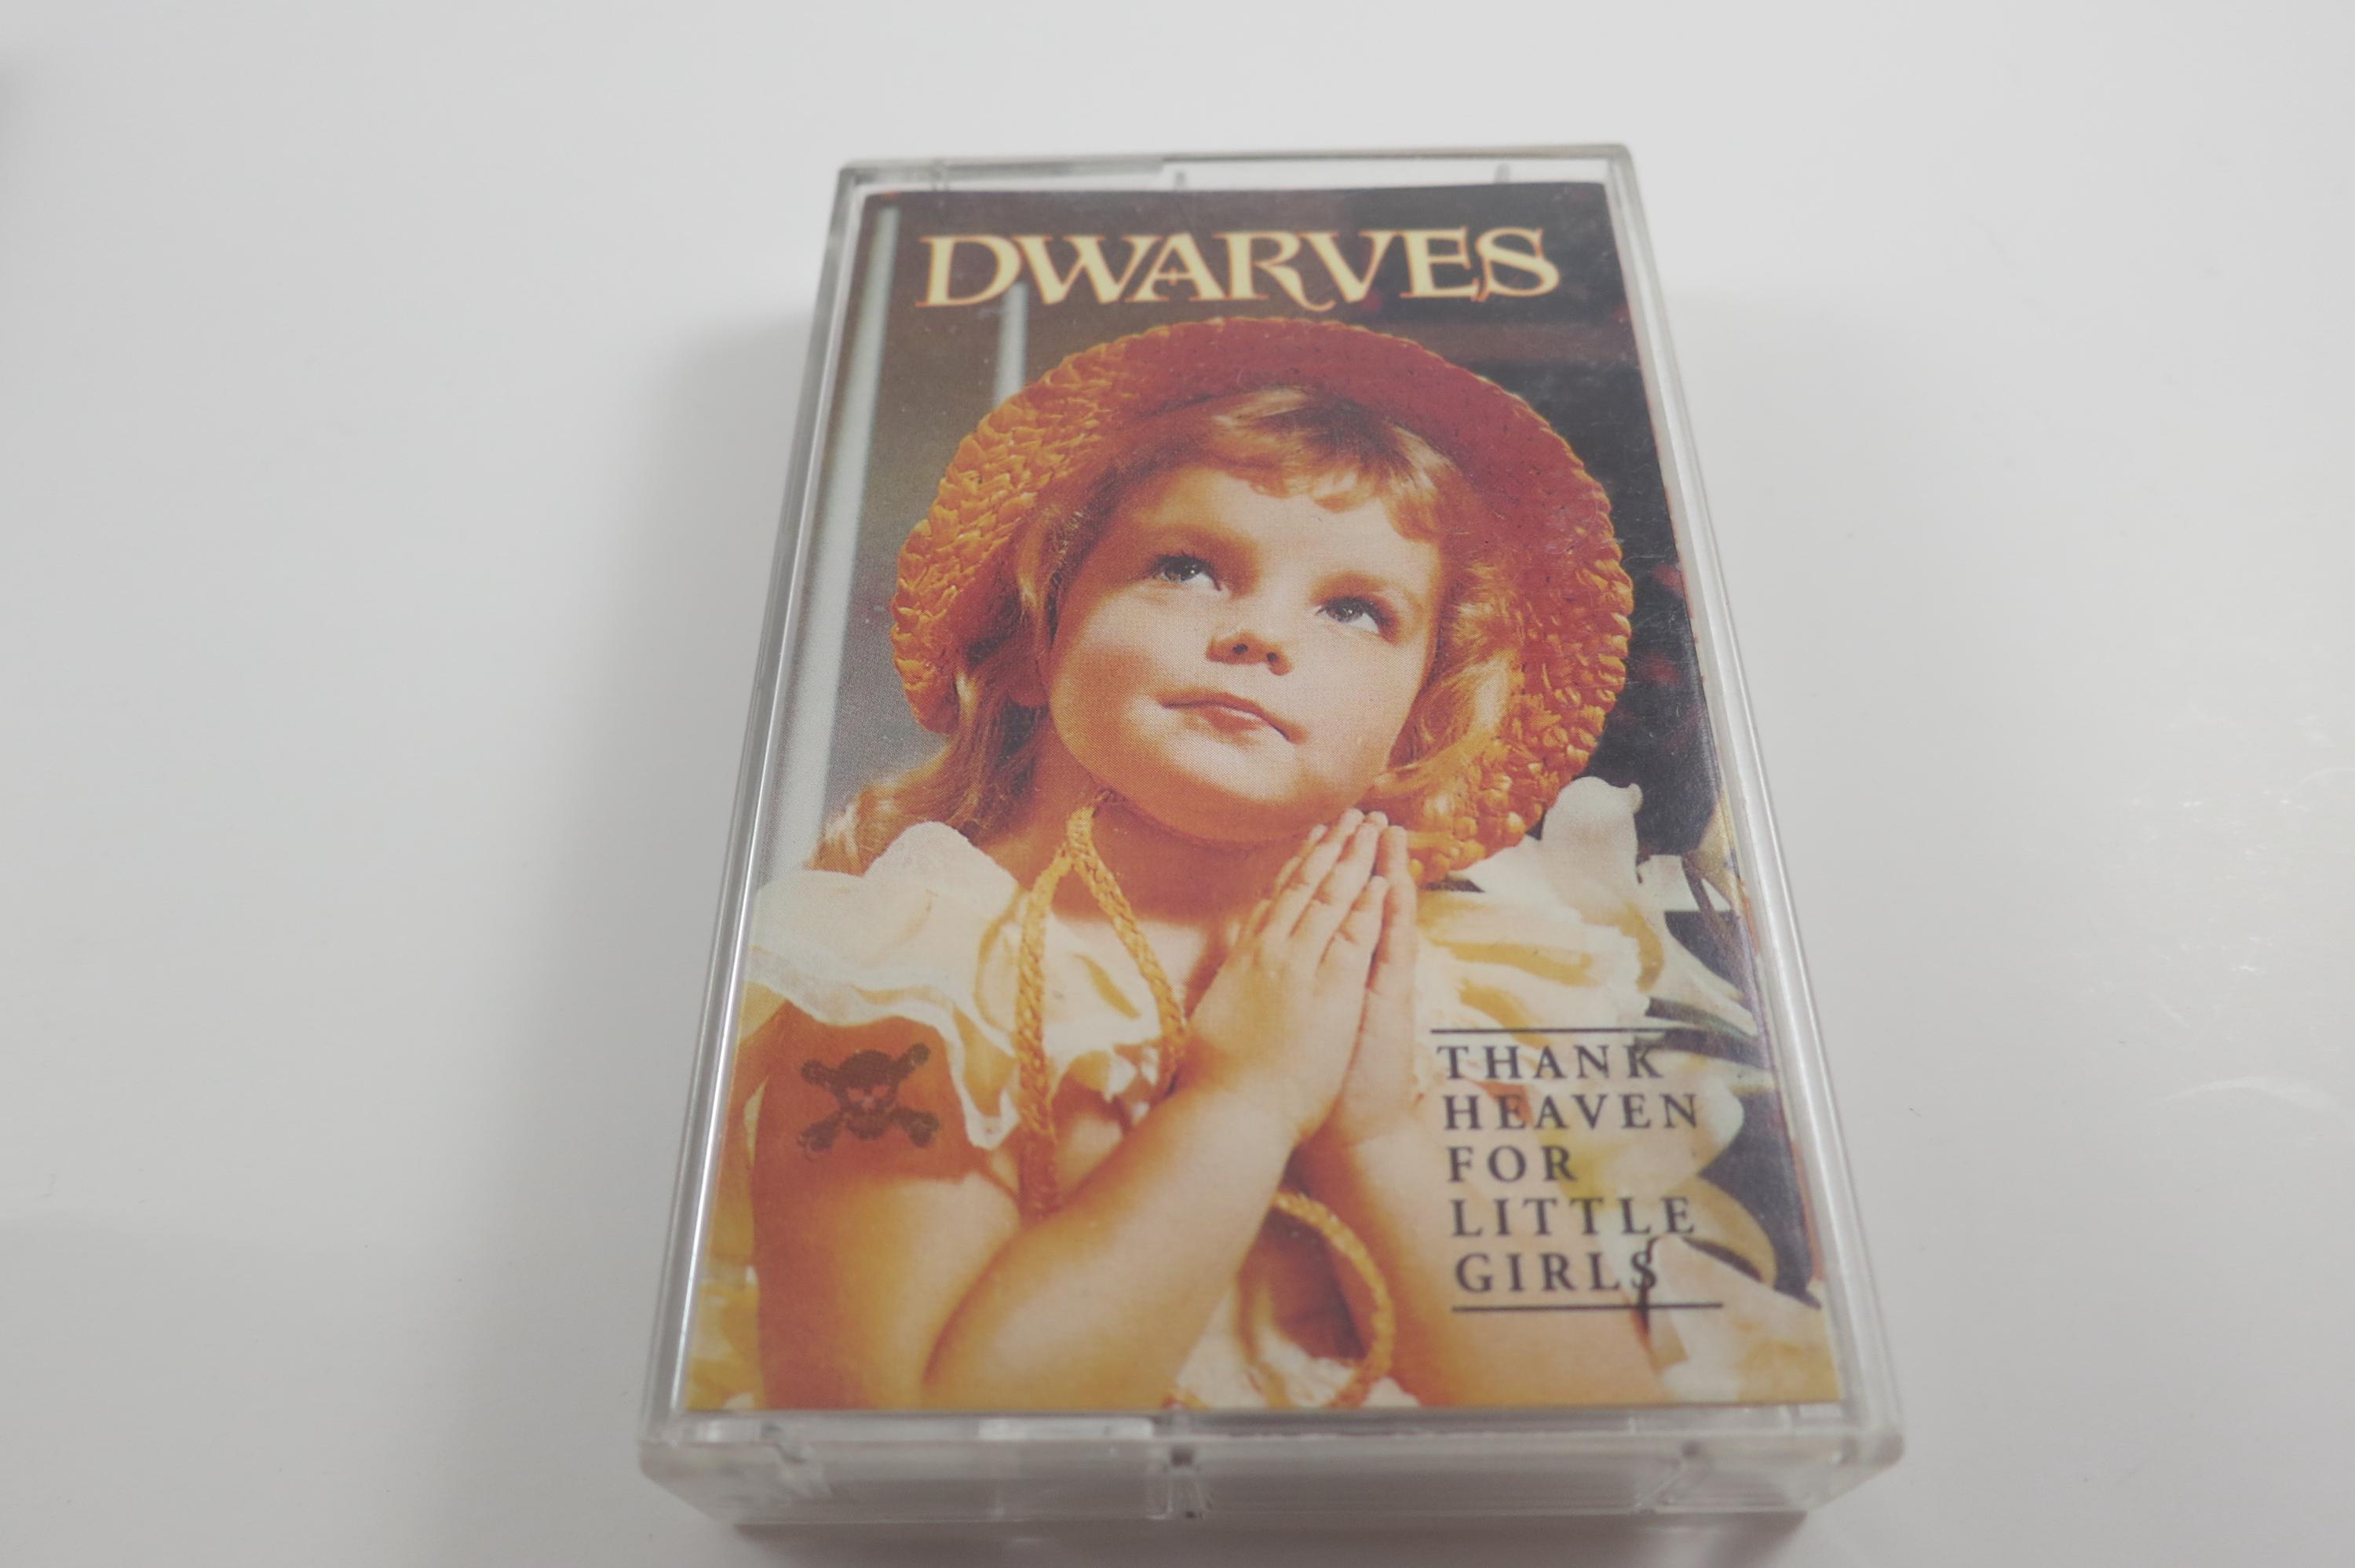 DWARVES
THANK
HEAVEN
FOR
LITTLE
GIRLS